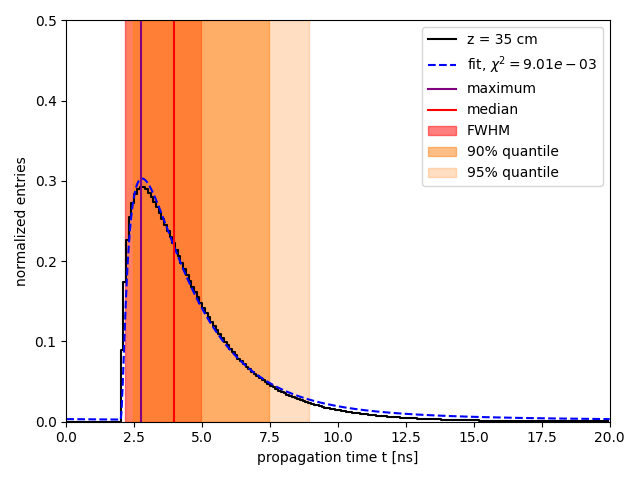 0.5
0.4
0.3
0.2
0.1
0.0
normalized entries
0.0 2.5 5.0 7.5 10.0 12.5 15.0 17.5 20.0
propagation time t [ns]
z = 35 cm
fit, χ² = 9.01e − 03
maximum
median
FWHM
90% quantile
95% quantile